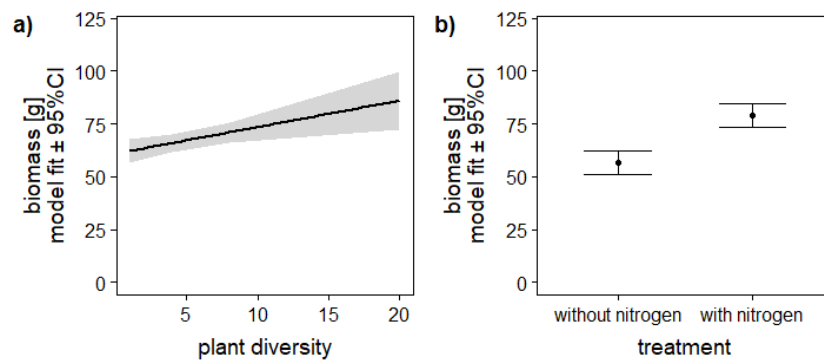 a)
biomass [g]
model fit ± 95%CI
125
100
75
50
25
0
5
10
15
20
plant diversity
b)
biomass [g]
model fit ± 95%CI
125
100
75
50
25
0
without nitrogen
with nitrogen
treatment